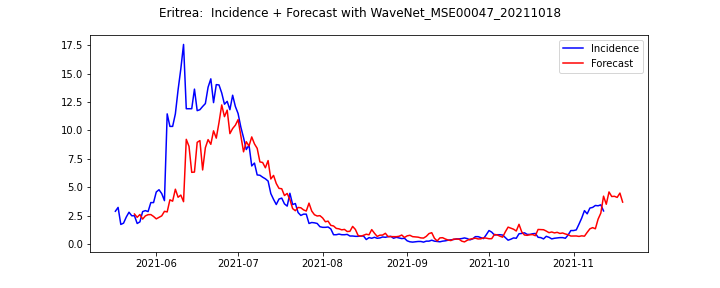 Eritrea:  Incidence + Forecast with WaveNet_MSE00047_20211018
Incidence
Forecast
17.5
15.0
12.5
10.0
7.5
5.0
2.5
0.0
2021-06 2021-07 2021-08 2021-09 2021-10 2021-11